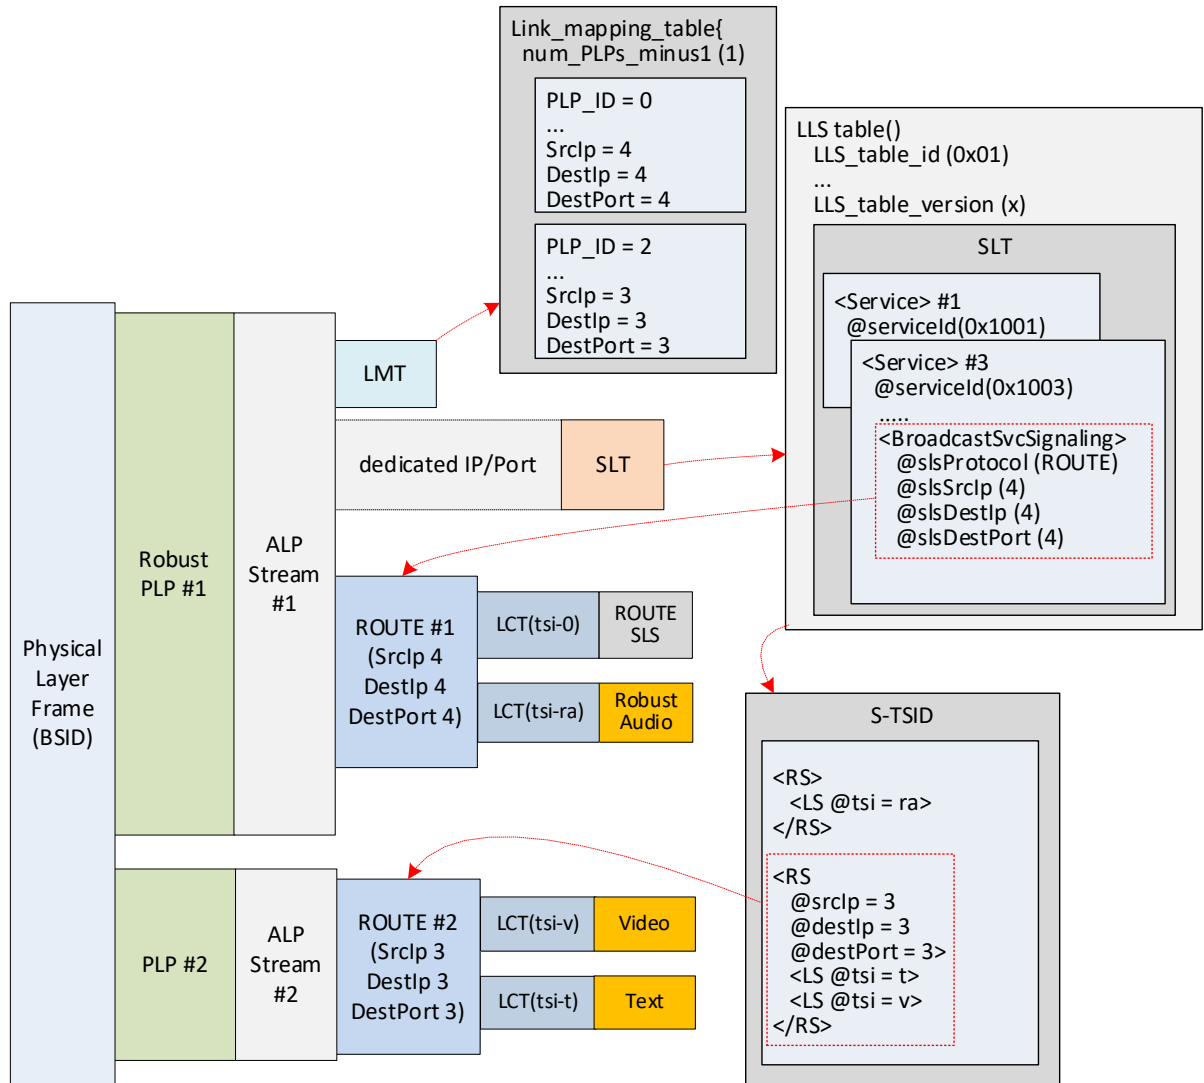 Link_mapping_table{
num_PLPs_minus1 (1)
PLP_ID = 0
...
SrcIp = 4
DestIp = 4
DestPort = 4
PLP_ID = 2
...
SrcIp = 3
DestIp = 3
DestPort = 3
LLS table()
LLS_table_id (0x01)
...
LLS_table_version (x)
SLT
<Service> #1
@serviceId(0x1001)
<Service> #3
@serviceId(0x1003)
.....
<BroadcastSvcSignaling>
@slsProtocol (ROUTE)
@slsSrcIp (4)
@slsDestIp (4)
@slsDestPort (4)
Physical
Layer
Frame
(BSID)
Robust
PLP #1
ALP
Stream
#1
LMT
dedicated IP/Port
SLT
ROUTE #1
(SrcIp 4
DestIp 4
DestPort 4)
LCT(tsi-0)
ROUTE
SLS
LCT(tsi-ra)
Robust
Audio
PLP #2
ALP
Stream
#2
ROUTE #2
(SrcIp 3
DestIp 3
DestPort 3)
LCT(tsi-v)
Video
LCT(tsi-t)
Text
S-TSID
<RS>
<LS @tsi = ra>
</RS>
<RS
@srcIp = 3
@destIp = 3
@destPort = 3>
<LS @tsi = t>
<LS @tsi = v>
</RS>